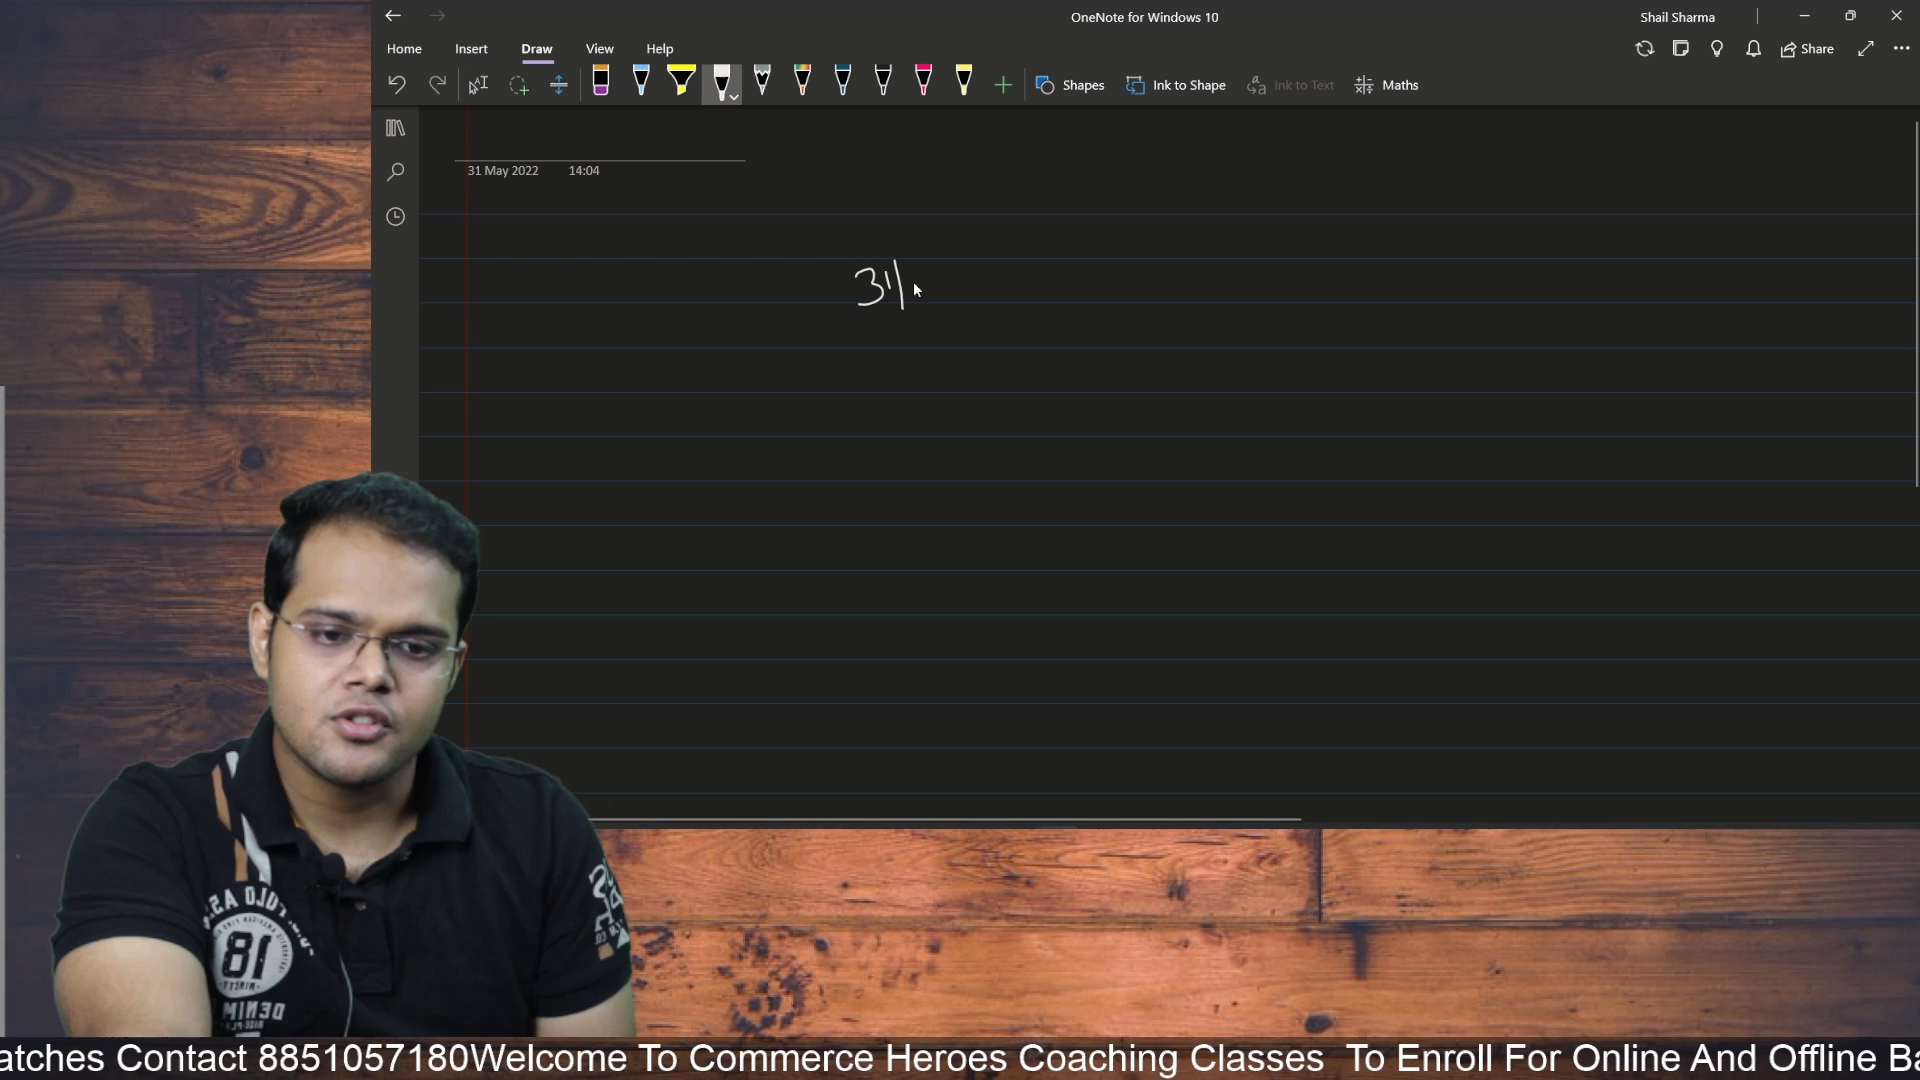 OneNote for Windows 10
Shail Sharma
Home Insert Draw View Help
Share
Shapes Ink to Shape Ink to Text Maths
31 May 2022 14:04
81
DENIM
atches Contact 8851057180Welcome To Commerce Heroes Coaching Classes To Enroll For Online And Offline Ba